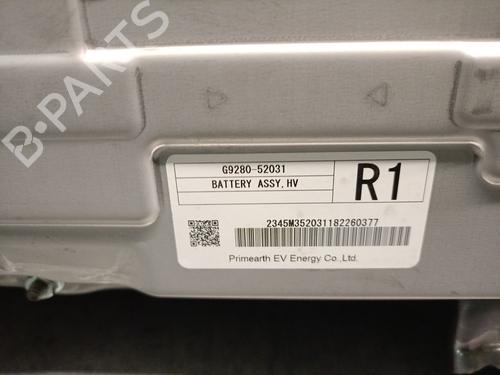 B-PARTS
G9280-52031
BATTERY ASSY,HV
R1
2345M352031182260377
Primearth EV Energy Co.,Ltd.